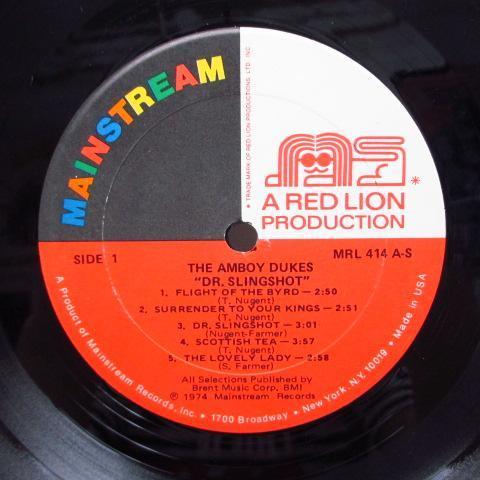 MAINSTREAM
* TRADE MARK OF RED LION PRODUCTIONS, LTD. INC.
A RED LION *
PRODUCTION
SIDE 1
MRL 414 A-S
THE AMBOY DUKES
"DR. SLINGSHOT"
1. FLIGHT OF THE BYRD — 2:50
(T. Nugent)
2. SURRENDER TO YOUR KINGS — 2:51
(T. Nugent)
3. DR. SLINGSHOT — 3:01
(Nugent-Farmer)
4. SCOTTISH TEA — 3:57
(T. Nugent)
5. THE LOVELY LADY — 2:58
(S. Farmer)
All Selections Published by
Brent Music Corp. BMI
℗ 1974 Mainstream Records
A Product of Mainstream Records, Inc. • 1700 Broadway • New York, N.Y. 10019 • Made in USA